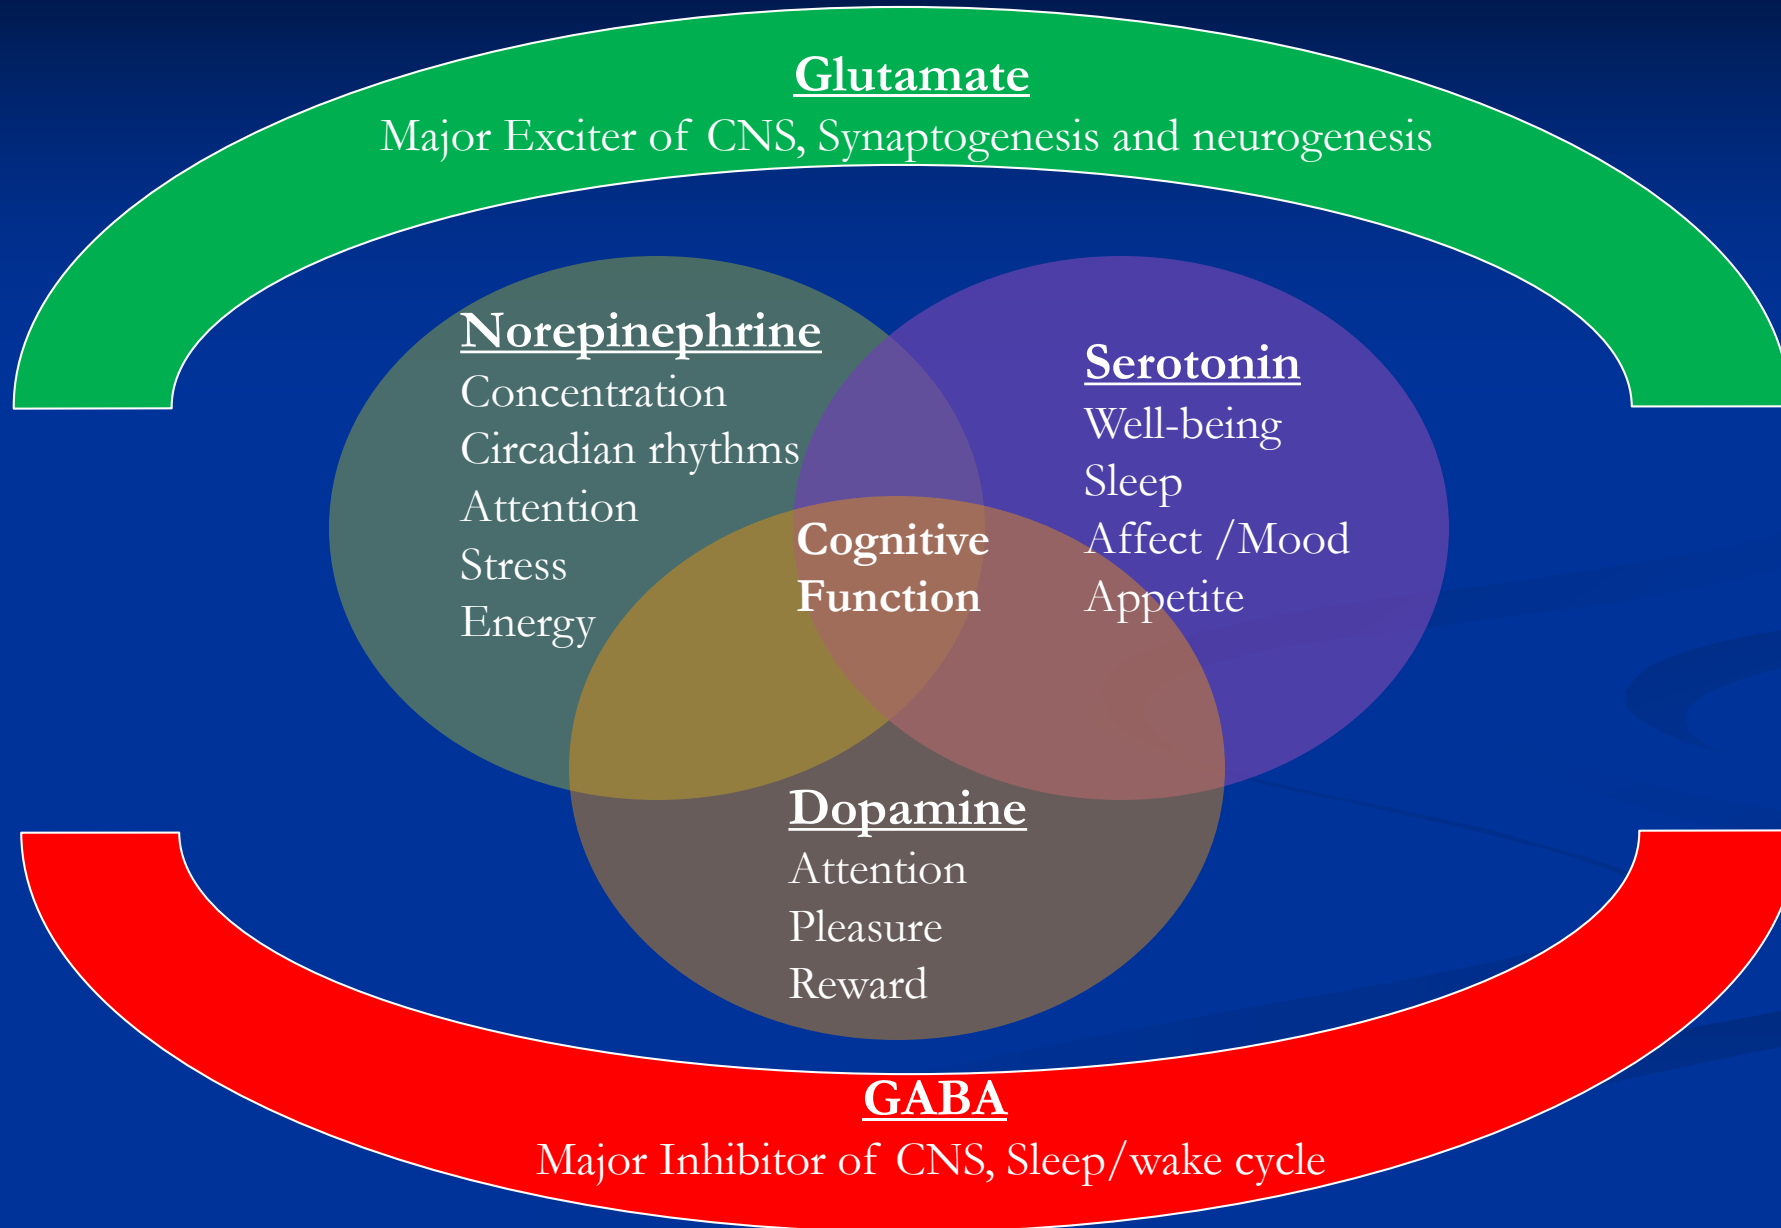 Glutamate
Major Exciter of CNS, Synaptogenesis and neurogenesis
Norepinephrine
Concentration
Circadian rhythms
Attention
Stress
Energy
Serotonin
Well-being
Sleep
Affect /Mood
Appetite
Cognitive
Function
Dopamine
Attention
Pleasure
Reward
GABA
Major Inhibitor of CNS, Sleep/wake cycle